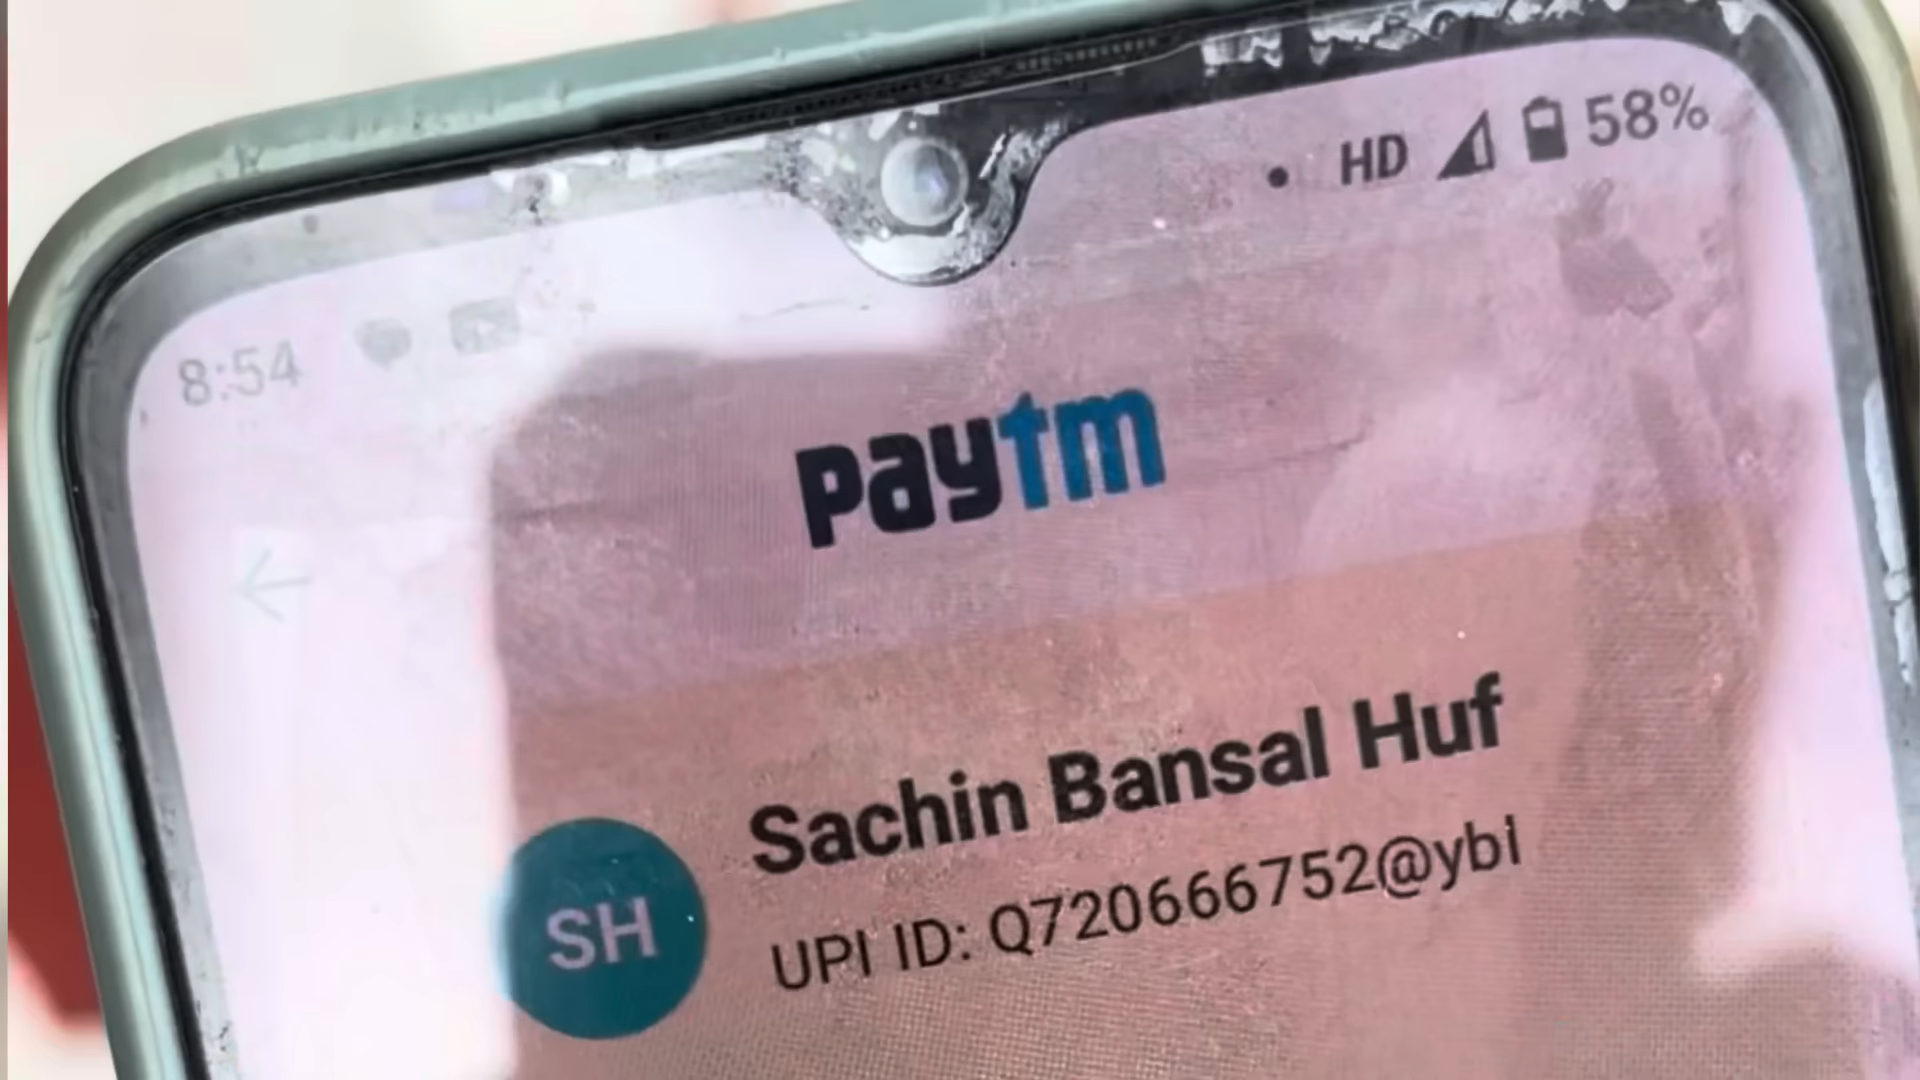 8:54 HD 58%
paytm
Sachin Bansal Huf
SH
UPI ID: Q720666752@ybl